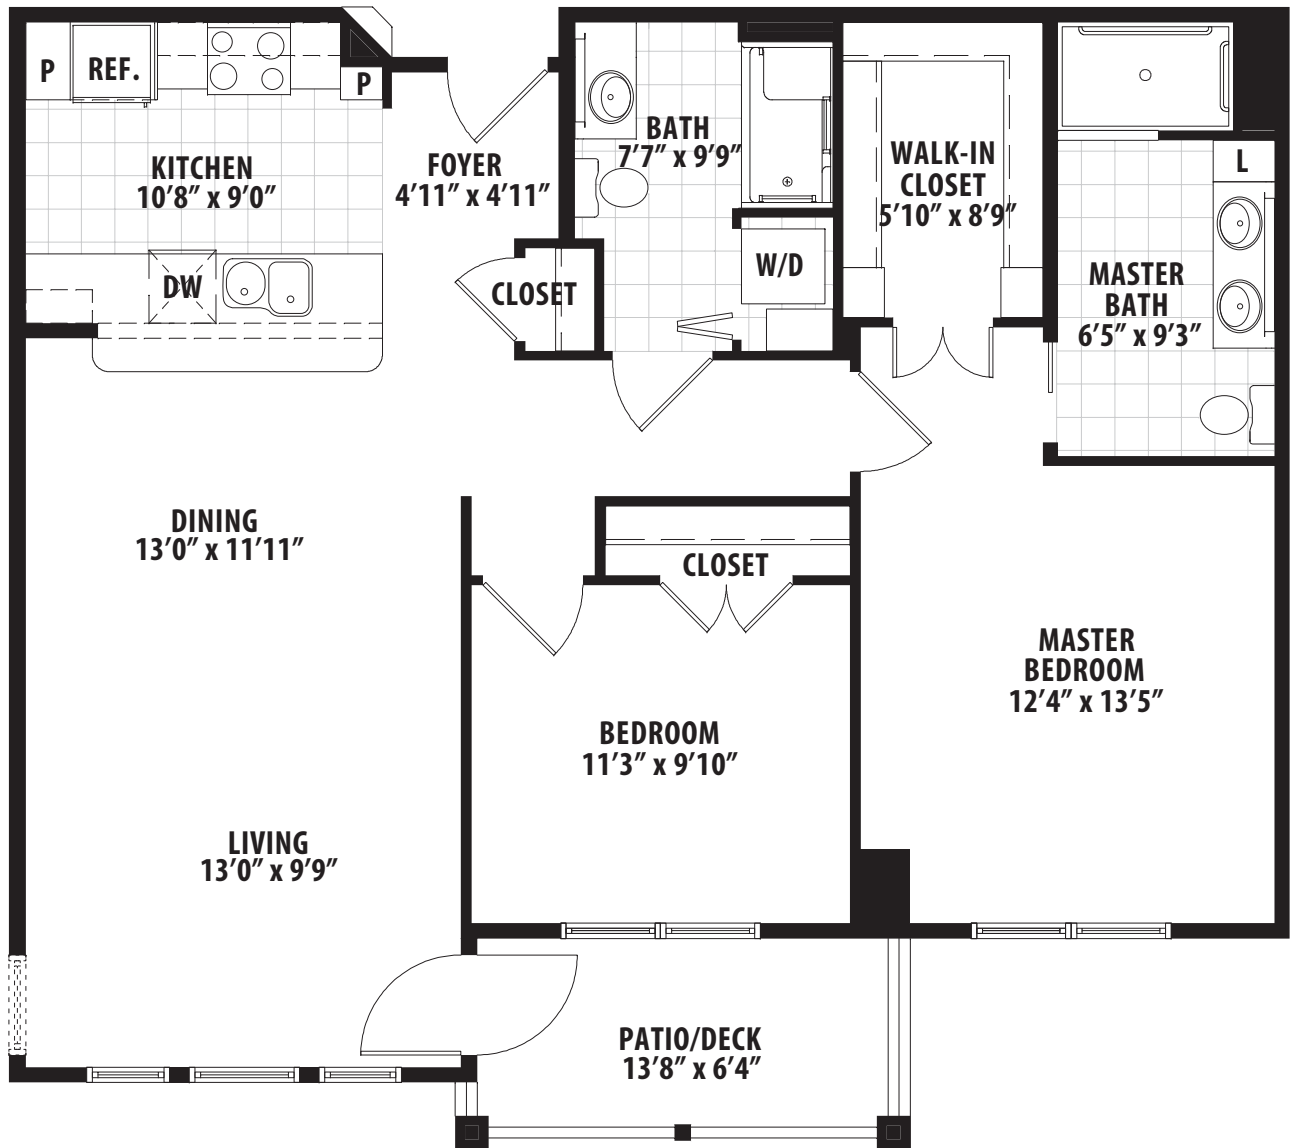 P
REF.
P
KITCHEN
10’8” x 9’0”
FOYER
4’11” x 4’11”
BATH
7’7” x 9’9”
WALK-IN
CLOSET
5’10” x 8’9”
L
W/D
MASTER
BATH
6’5” x 9’3”
DW
CLOSET
DINING
13’0” x 11’11”
CLOSET
MASTER
BEDROOM
12’4” x 13’5”
BEDROOM
11’3” x 9’10”
LIVING
13’0” x 9’9”
PATIO/DECK
13’8” x 6’4”